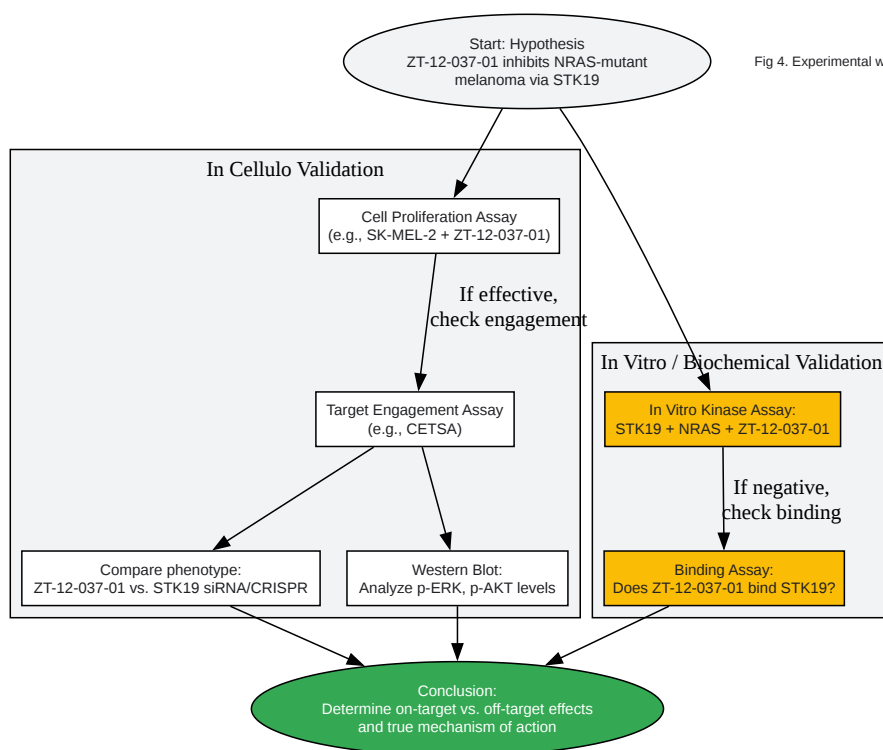 Start: Hypothesis
ZT-12-037-01 inhibits NRAS-mutant
melanoma via STK19
Fig 4. Experimental
In Cellulo Validation
Cell Proliferation Assay
(e.g., SK-MEL-2 + ZT-12-037-01)
If effective,
check engagement
Target Engagement Assay
(e.g., CETSA)
Compare phenotype:
ZT-12-037-01 vs. STK19 siRNA/CRISPR
Western Blot:
Analyze p-ERK, p-AKT levels
In Vitro / Biochemical Validation
In Vitro Kinase Assay:
STK19 + NRAS + ZT-12-037-01
If negative,
check binding
Binding Assay:
Does ZT-12-037-01 bind STK19?
Conclusion:
Determine on-target vs. off-target effects
and true mechanism of action